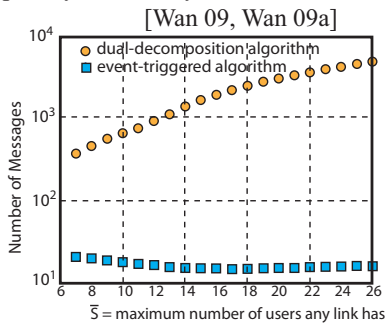 [Wan 09, Wan 09a]
10^4
dual-decomposition algorithm
event-triggered algorithm
10^3
Number of Messages
10^2
10^1
6 8 10 12 14 16 18 20 22 24 26
S̅ = maximum number of users any link has